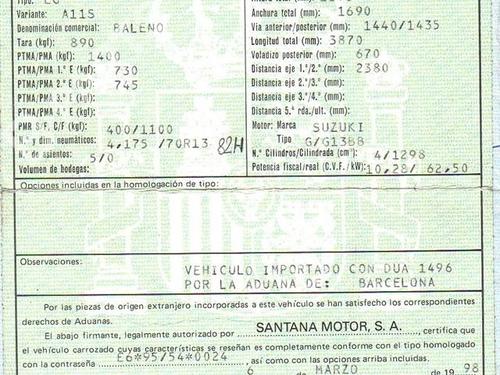 Tipo: EG
Variante: A11S
Denominación comercial: BALENO
Tara (kgf): 890
PTMA/PMA (kgf): 1400
PTMA/PMA 1.º E (kgf): 730
PTMA/PMA 2.º E (kgf): 745
PTMA/PMA 3.º E (kgf):
PTMA/PMA 4.º E (kgf):
PMR S/F, C/F (kg): 400/1100
N.º y dim. neumáticos: 4,175 /70R13 82H
N.º de asientos: 5/0
Volumen de bodegas:
Anchura total (mm): 1690
Via anterior/posterior (mm): 1440/1435
Longitud total (mm): 3870
Voladizo posterior (mm): 670
Distancia eje 1.º/2.º (mm): 2380
Distancia eje 2.º/3.º (mm):
Distancia eje 3.º/4.º (mm):
Distancia 5.ª rda./ult. (mm):
Motor: Marca SUZUKI
Tipo G/G13BB
N.º Cilindros/Cilindrada (cm³): 4/1298
Potencia fiscal/real (C.V.F./kW): 10,28/ 62,50
Opciones incluidas en la homologación de tipo:
Observaciones:
VEHICULO IMPORTADO CON DUA 1496
POR LA ADUANA DE: BARCELONA
Por las piezas de origen extranjero incorporadas a este vehículo se han satisfecho los correspondientes
derechos de Aduanas.
El abajo firmante, legalmente autorizado por SANTANA MOTOR, S. A., certifica que
el vehículo carrozado cuyas características se reseñan es completamente conforme con el tipo homologado
con la contraseña E6*95/54*0024, así como con las opciones arriba incluidas.
6 de MARZO de 19 98